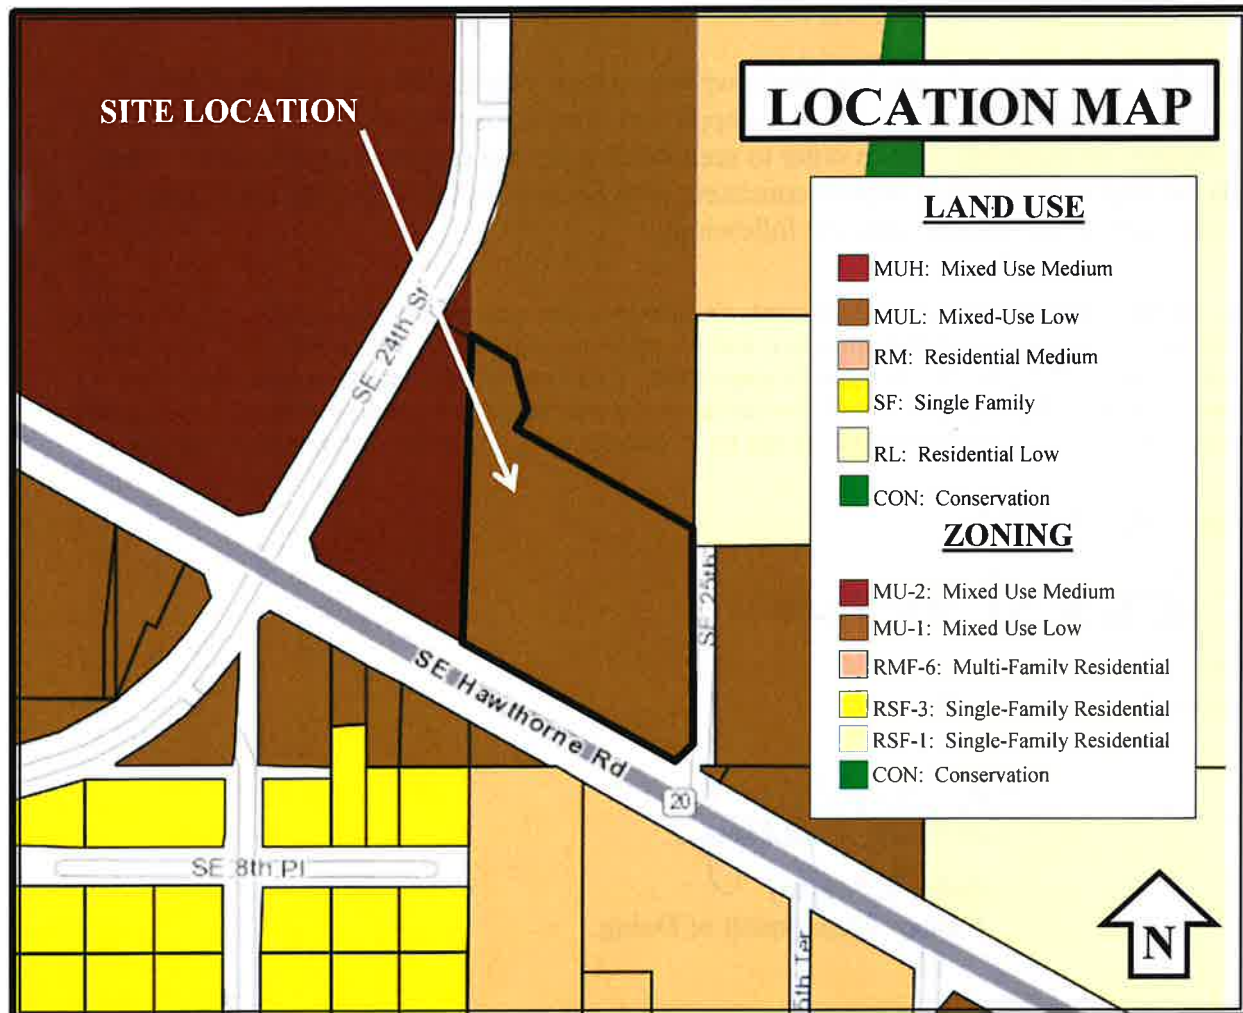 SITE LOCATION
LOCATION MAP
LAND USE
MUH: Mixed Use Medium
MUL: Mixed-Use Low
RM: Residential Medium
SF: Single Family
RL: Residential Low
CON: Conservation
ZONING
MU-2: Mixed Use Medium
MU-1: Mixed Use Low
RMF-6: Multi-Family Residential
RSF-3: Single-Family Residential
RSF-1: Single-Family Residential
CON: Conservation
SE 24th St
SE 25th
SE Hawthorne Rd
20
SE 8th Pl
5th Ter
N